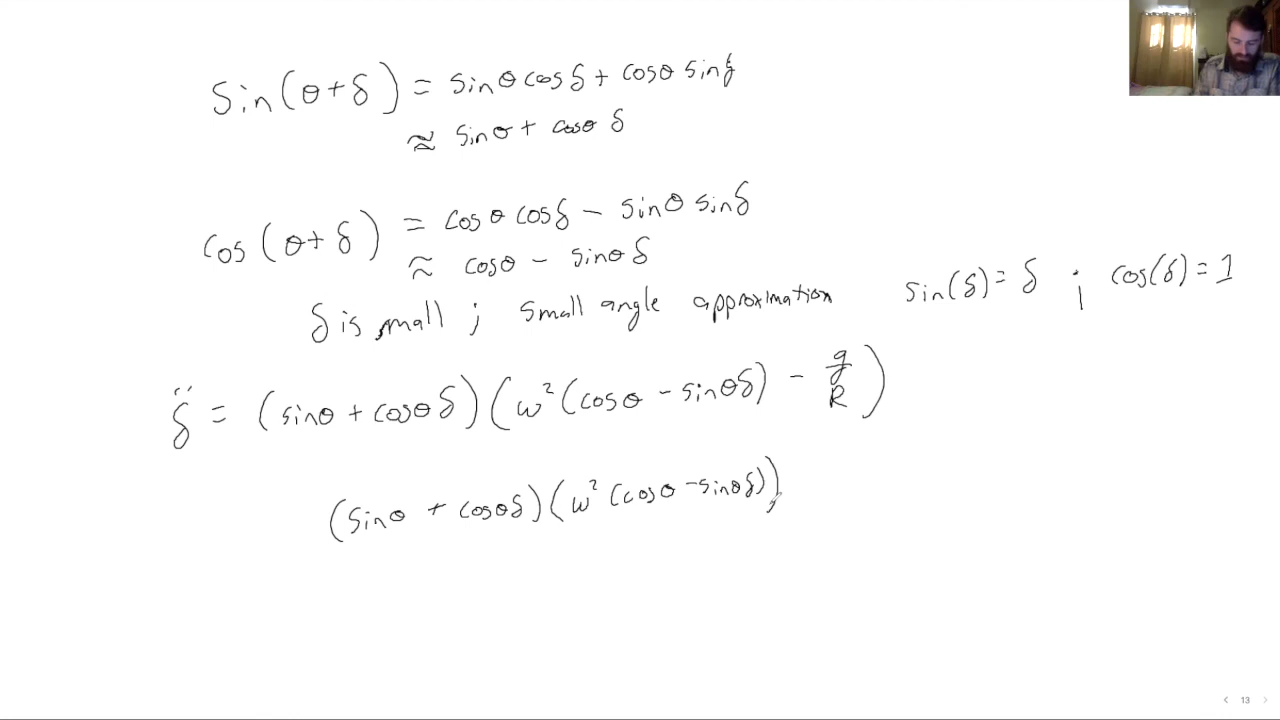 sin(θ+δ) = sinθ cosδ + cosθ sinδ
≈ sinθ + cosθ δ
cos(θ+δ) = cosθ cosδ − sinθ sinδ
≈ cosθ − sinθ δ
δ is small ; small angle approximation sin(δ) = δ ; cos(δ) = 1
δ̈ = (sinθ + cosθ δ)(ω²(cosθ − sinθδ) − g/R)
(sinθ + cosθδ)(ω²(cosθ − sinθδ))
< 13 >